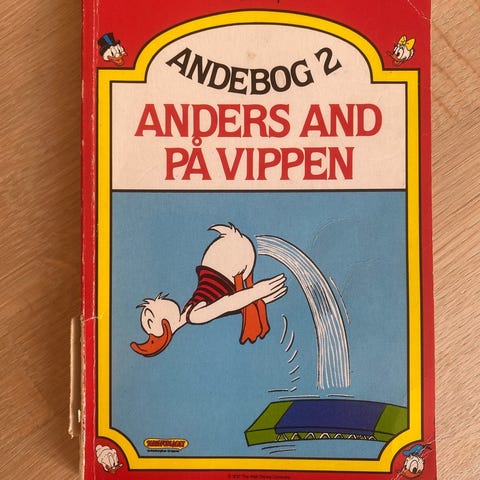 ANDEBOG 2
ANDERS AND
PÅ VIPPEN